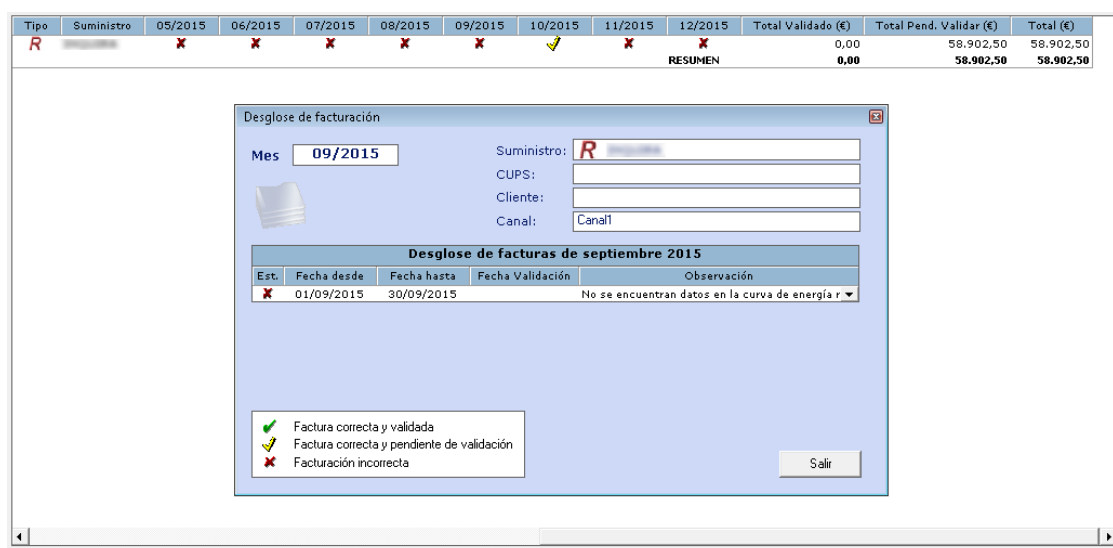 Tipo Suministro 05/2015 06/2015 07/2015 08/2015 09/2015 10/2015 11/2015 12/2015 Total Validado (€) Total Pend. Validar (€) Total (€)
R 0,00 58.902,50 58.902,50
RESUMEN 0,00 58.902,50 58.902,50
Desglose de facturación
Mes 09/2015 Suministro: R
CUPS:
Cliente:
Canal: Canal1
Desglose de facturas de septiembre 2015
Est. Fecha desde Fecha hasta Fecha Validación Observación
01/09/2015 30/09/2015 No se encuentran datos en la curva de energía r
Factura correcta y validada
Factura correcta y pendiente de validación
Facturación incorrecta
Salir